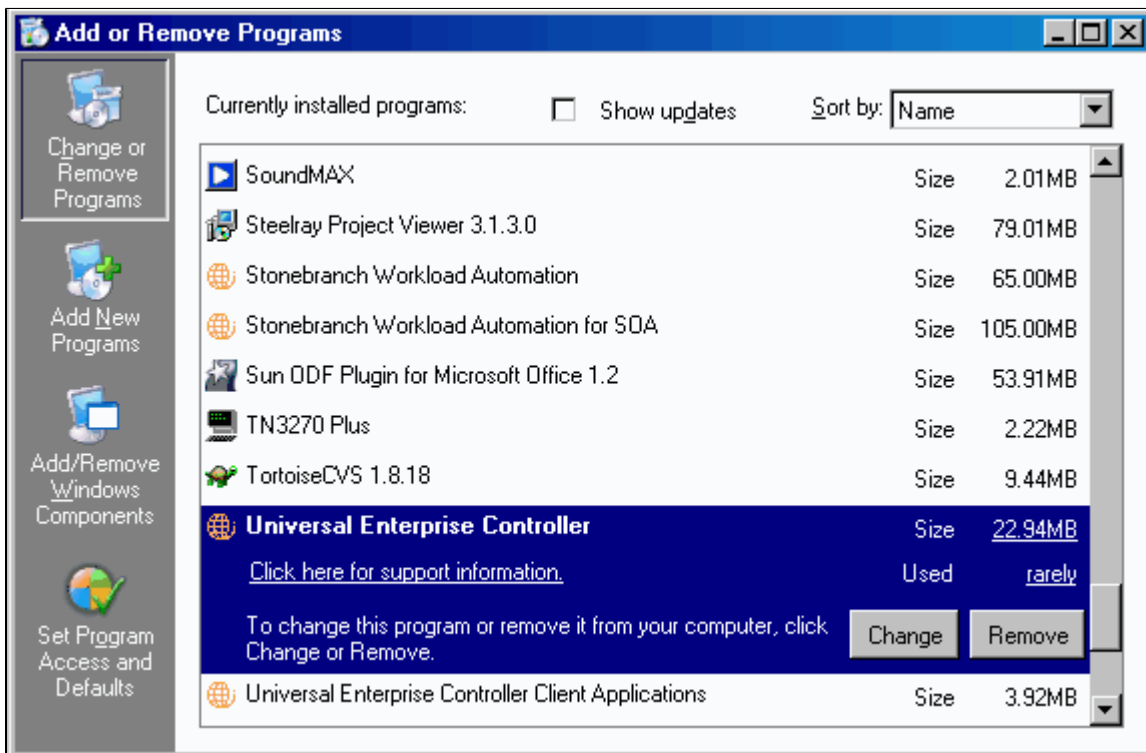 Add or Remove Programs
Change or
Remove
Programs
Add New
Programs
Add/Remove
Windows
Components
Set Program
Access and
Defaults
Currently installed programs: Show updates Sort by: Name
SoundMAX Size 2.01MB
Steelray Project Viewer 3.1.3.0 Size 79.01MB
Stonebranch Workload Automation Size 65.00MB
Stonebranch Workload Automation for SOA Size 105.00MB
Sun ODF Plugin for Microsoft Office 1.2 Size 53.91MB
TN3270 Plus Size 2.22MB
TortoiseCVS 1.8.18 Size 9.44MB
Universal Enterprise Controller Size 22.94MB
Click here for support information. Used rarely
To change this program or remove it from your computer, click
Change or Remove.
Change Remove
Universal Enterprise Controller Client Applications Size 3.92MB